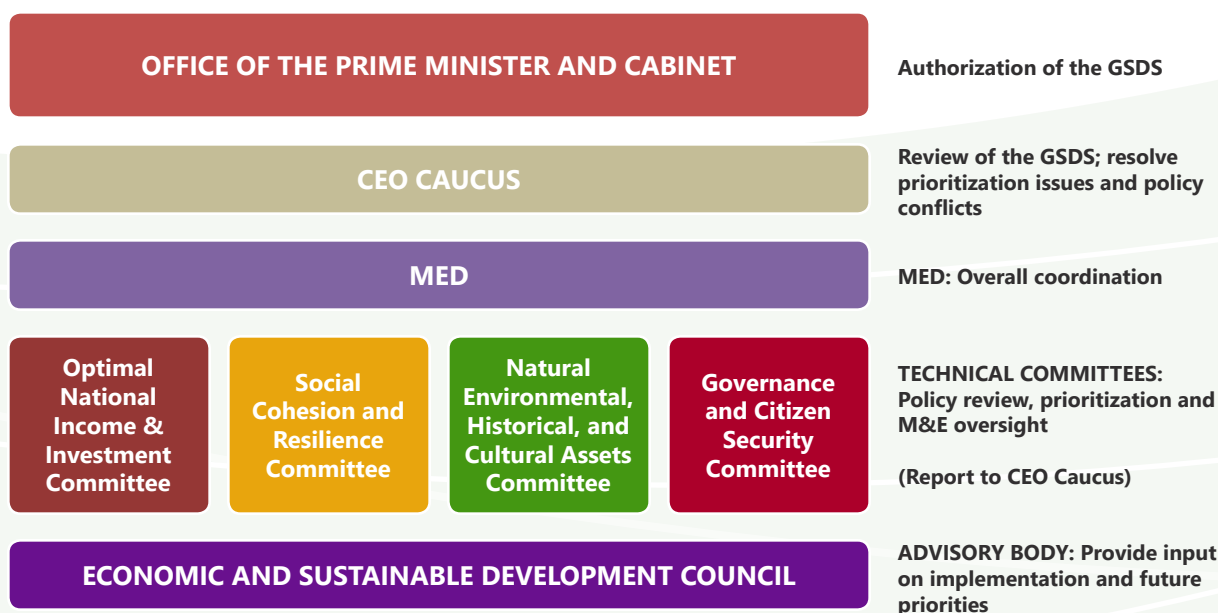 OFFICE OF THE PRIME MINISTER AND CABINET
Authorization of the GSDS
CEO CAUCUS
Review of the GSDS; resolve
prioritization issues and policy
conflicts
MED
MED: Overall coordination
Optimal
National
Income &
Investment
Committee
Social
Cohesion and
Resilience
Committee
Natural
Environmental,
Historical, and
Cultural Assets
Committee
Governance
and Citizen
Security
Committee
TECHNICAL COMMITTEES:
Policy review, prioritization and
M&E oversight
(Report to CEO Caucus)
ECONOMIC AND SUSTAINABLE DEVELOPMENT COUNCIL
ADVISORY BODY: Provide input
on implementation and future
priorities